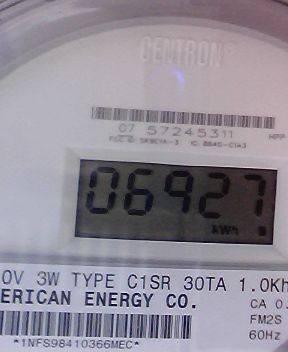 CENTRON®
07 57245311
06927
kWh
0V 3W TYPE C1SR 30TA 1.0Kh
ERICAN ENERGY CO.
CA 0.
FM2S
60Hz
*1NFS98410366MEC*